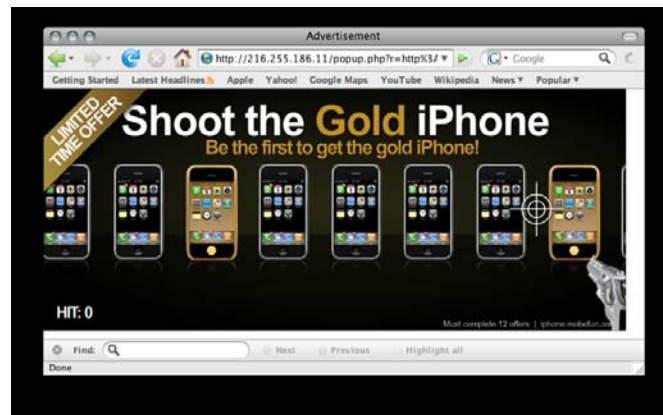 Advertisement
http://216.255.186.11/popup.php?r=http%3A
Google
Getting Started Latest Headlines Apple Yahoo! Google Maps YouTube Wikipedia News Popular
LIMITED
TIME OFFER
Shoot the Gold iPhone
Be the first to get the gold iPhone!
HIT: 0
Must complete 12 offers | iphone.mobefun.com
Find:
Next
Previous
Highlight all
Done